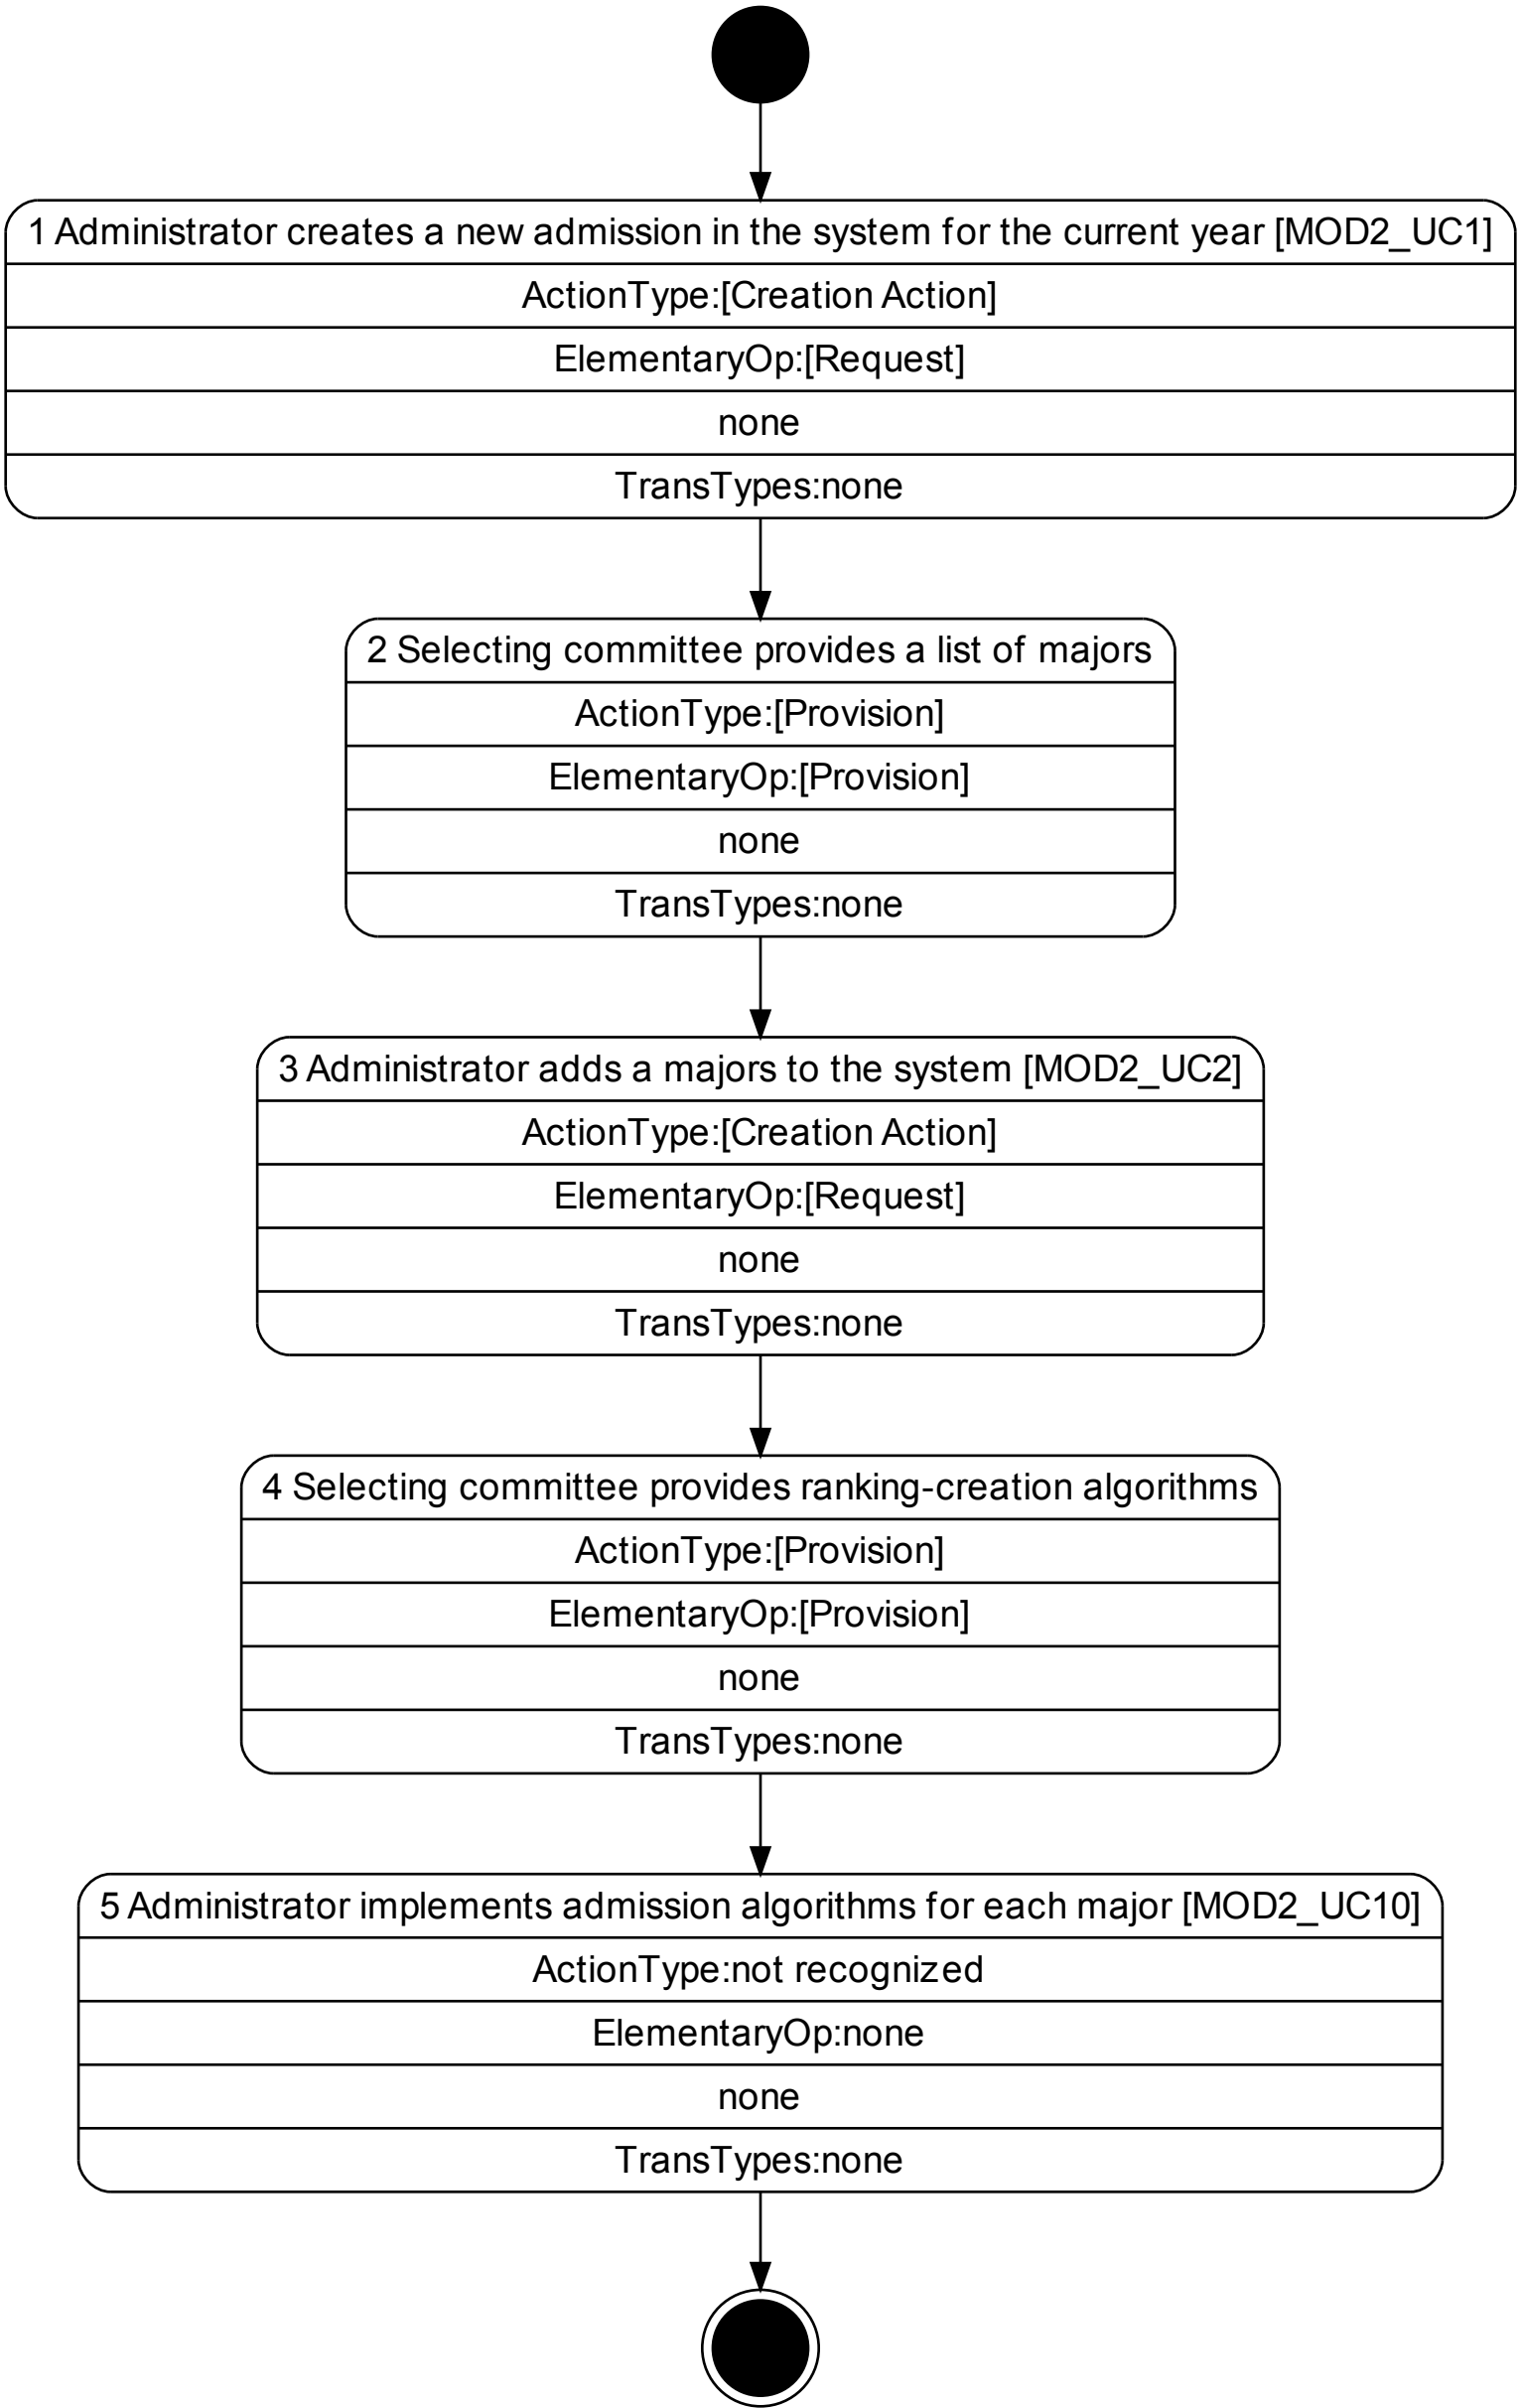 1 Administrator creates a new admission in the system for the current year [MOD2_UC1]
ActionType:[Creation Action]
ElementaryOp:[Request]
none
TransTypes:none
2 Selecting committee provides a list of majors
ActionType:[Provision]
ElementaryOp:[Provision]
none
TransTypes:none
3 Administrator adds a majors to the system [MOD2_UC2]
ActionType:[Creation Action]
ElementaryOp:[Request]
none
TransTypes:none
4 Selecting committee provides ranking-creation algorithms
ActionType:[Provision]
ElementaryOp:[Provision]
none
TransTypes:none
5 Administrator implements admission algorithms for each major [MOD2_UC10]
ActionType:not recognized
ElementaryOp:none
none
TransTypes:none